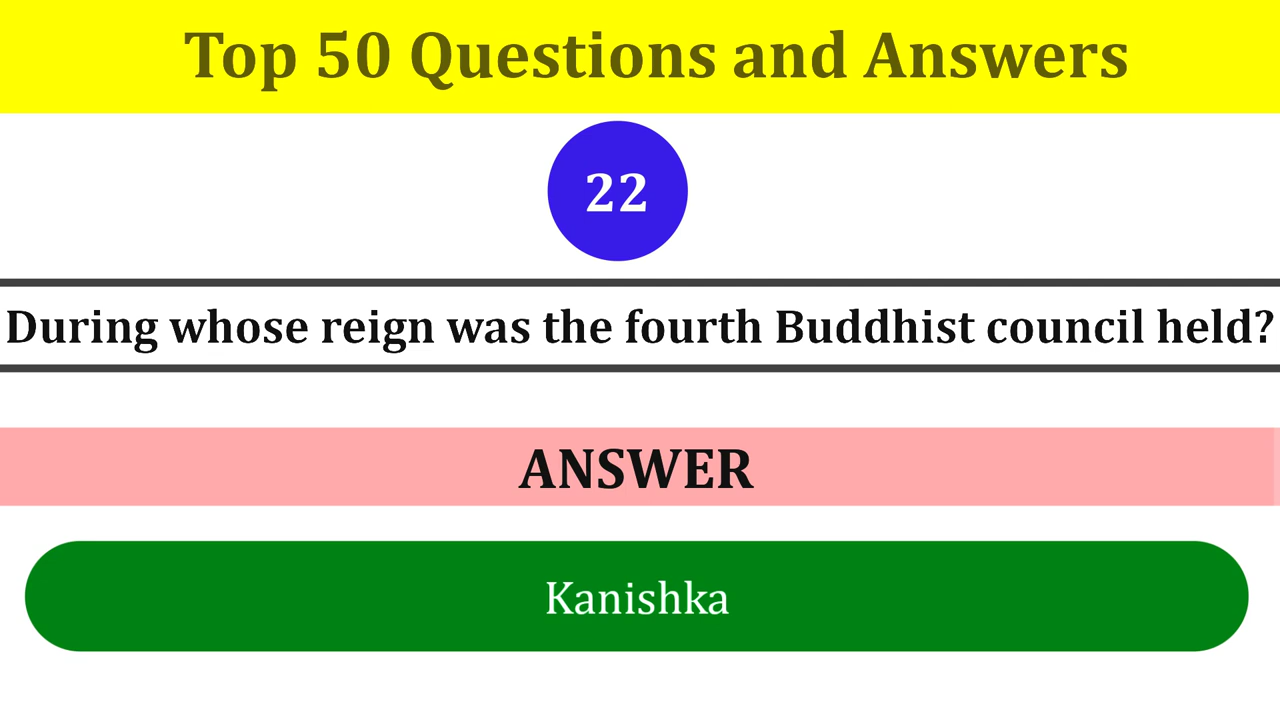 Top 50 Questions and Answers
22
During whose reign was the fourth Buddhist council held?
ANSWER
Kanishka